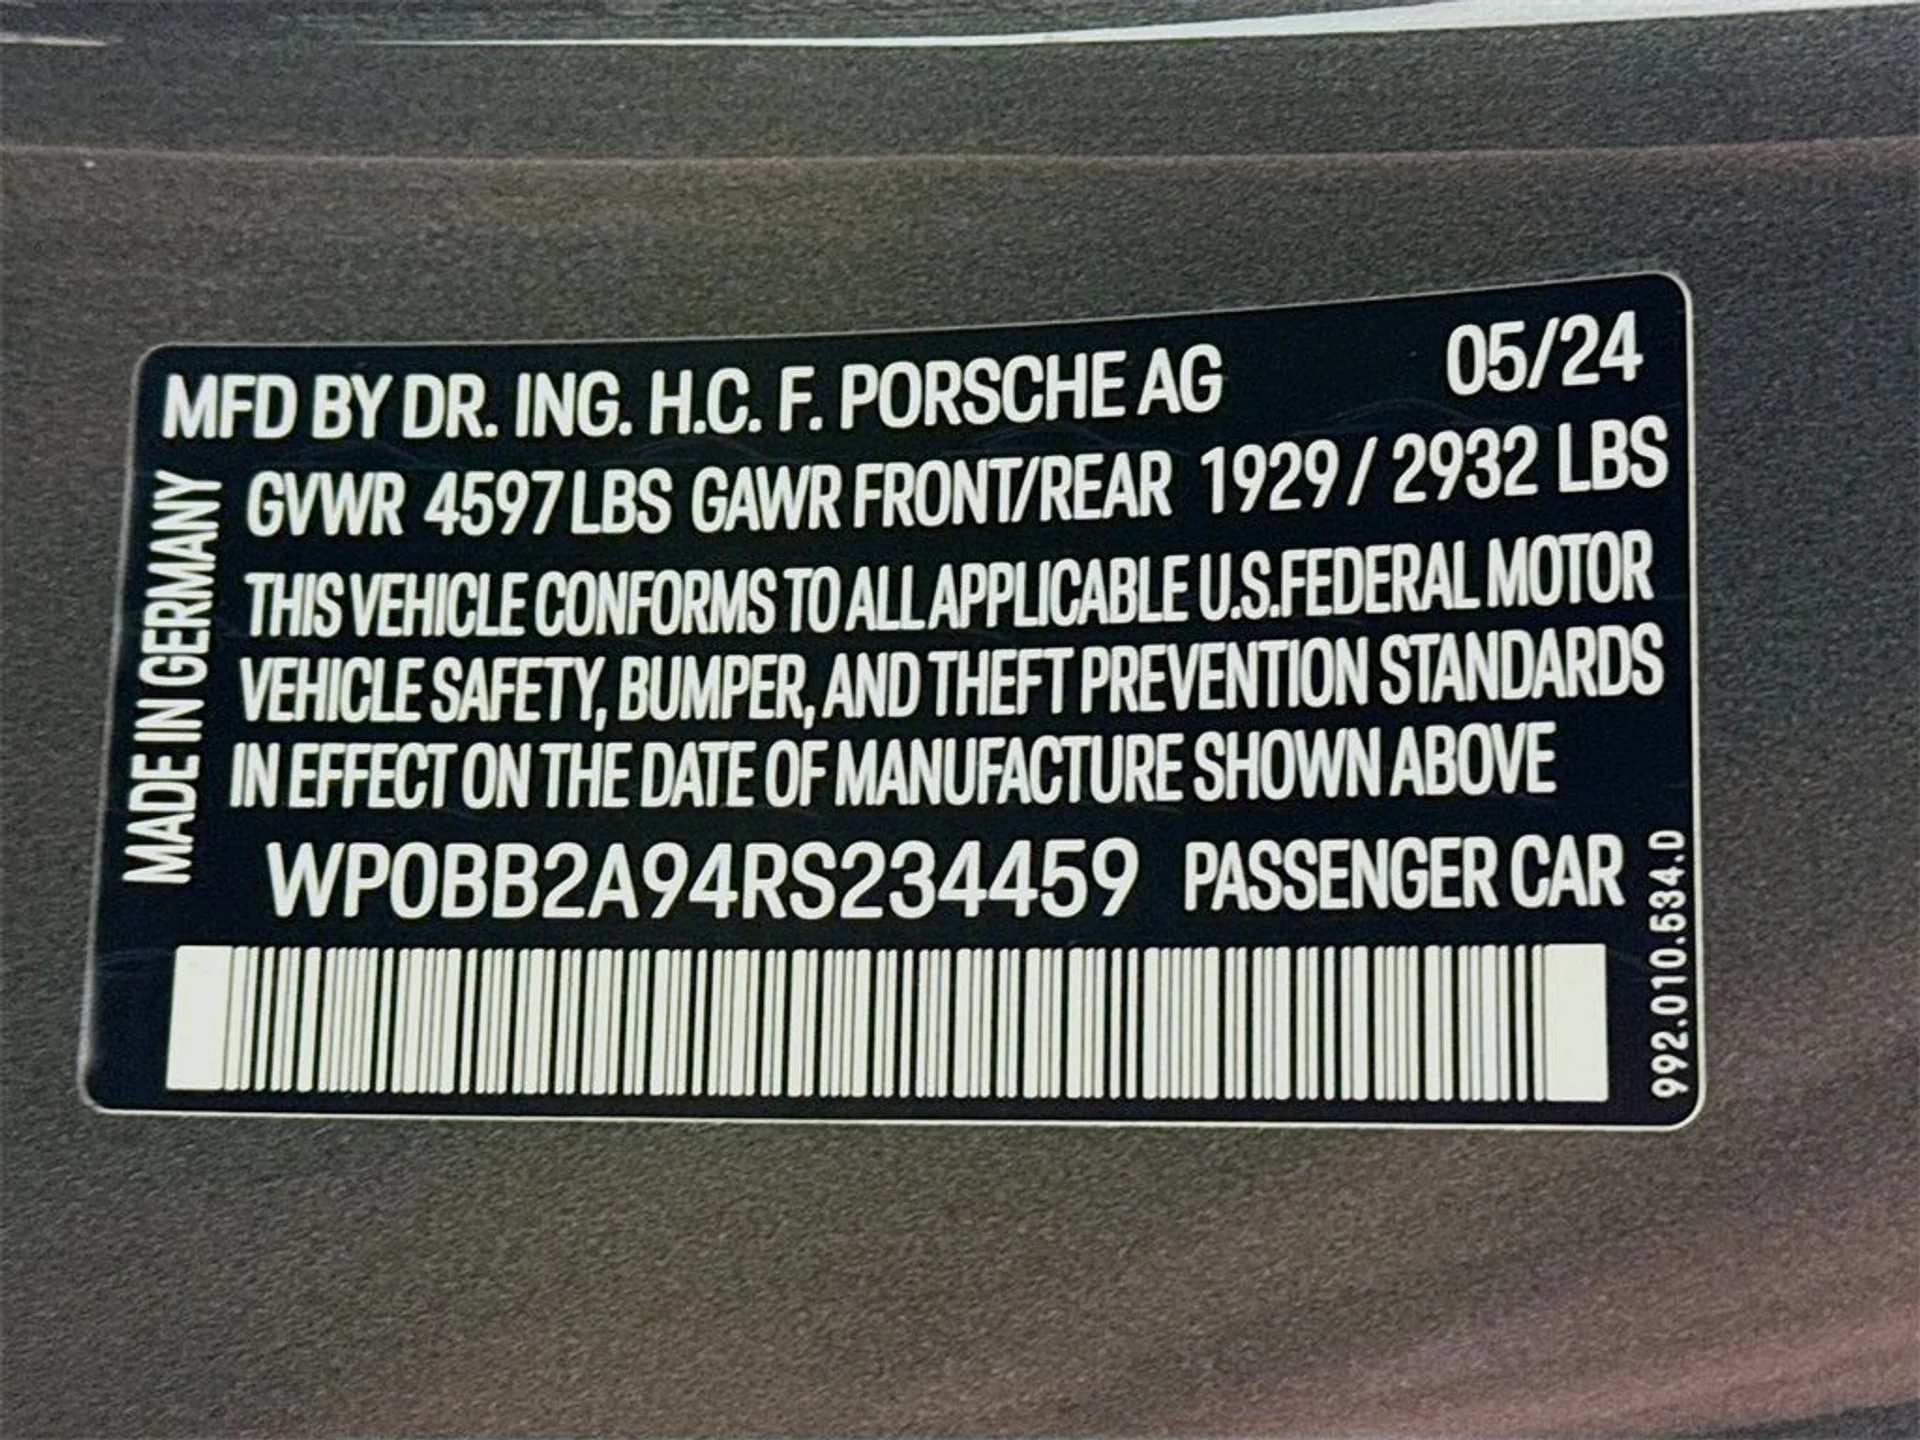 MFD BY DR. ING. H.C. F. PORSCHE AG 05/24
GVWR 4597 LBS GAWR FRONT/REAR 1929 / 2932 LBS
THIS VEHICLE CONFORMS TO ALL APPLICABLE U.S.FEDERAL MOTOR
VEHICLE SAFETY, BUMPER, AND THEFT PREVENTION STANDARDS
IN EFFECT ON THE DATE OF MANUFACTURE SHOWN ABOVE
WP0BB2A94RS234459 PASSENGER CAR
MADE IN GERMANY
992.010.534.D